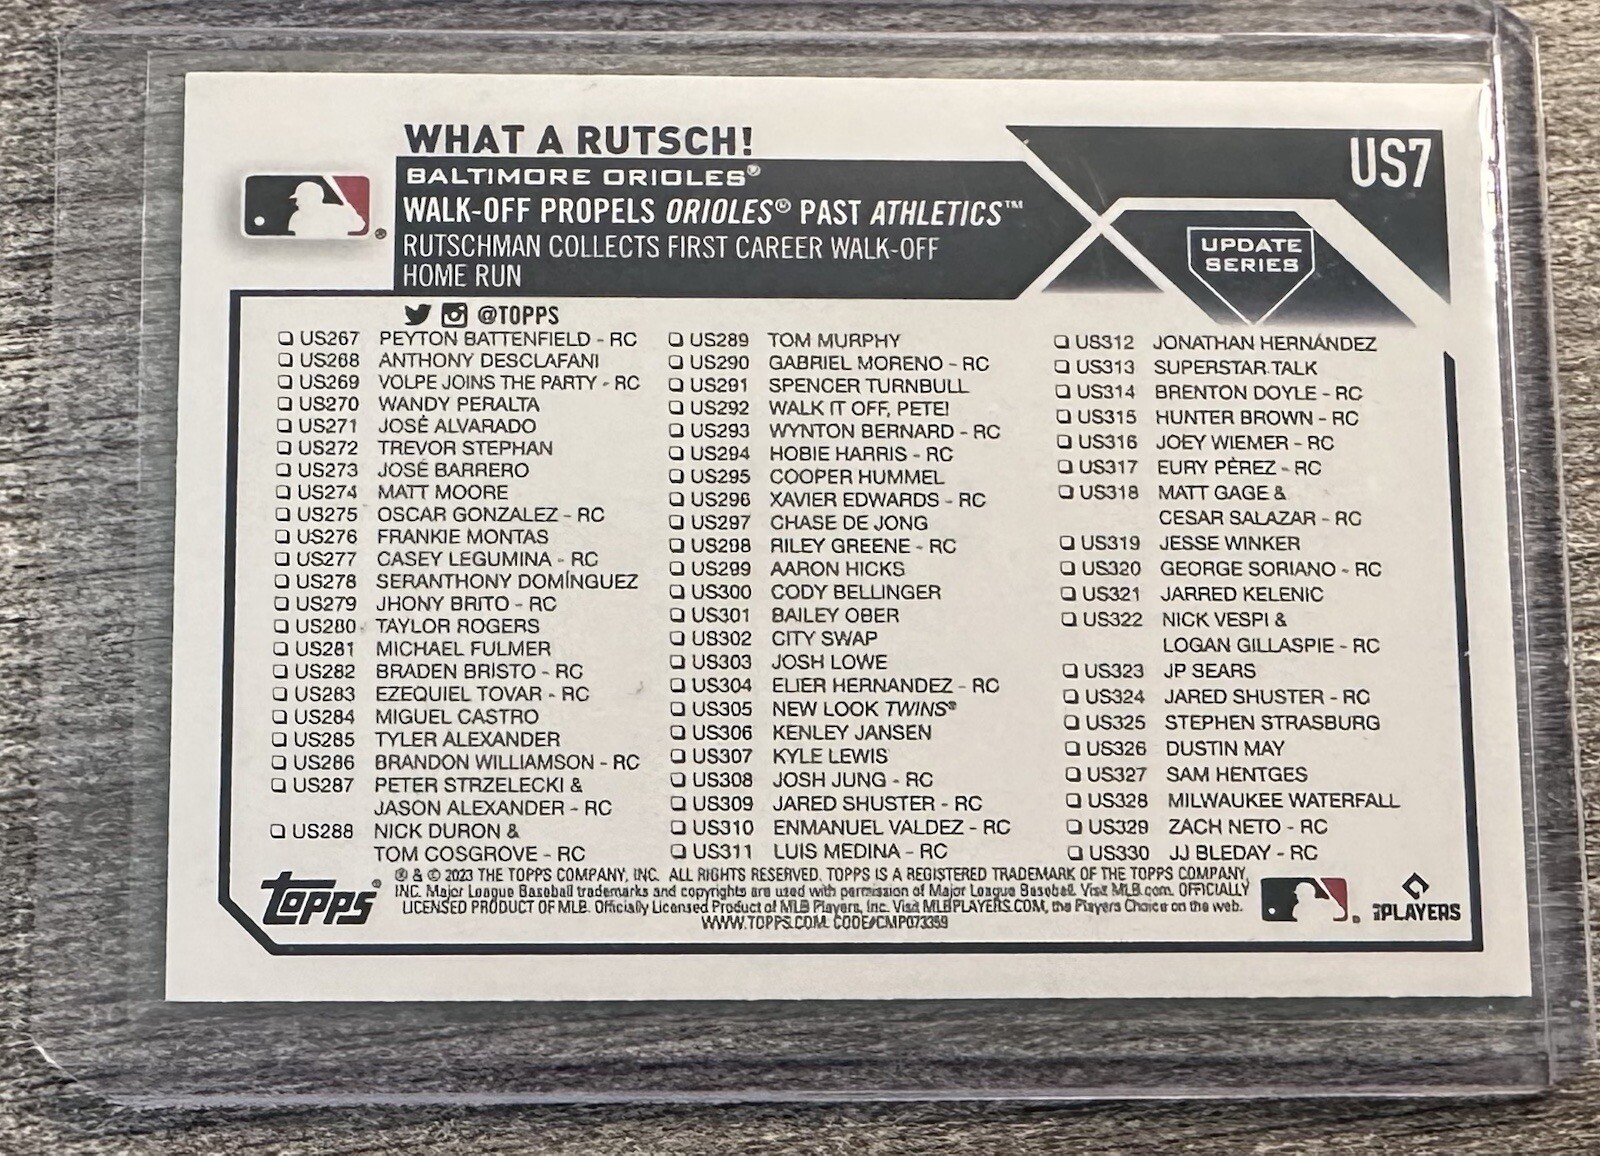 WHAT A RUTSCH!
US7
BALTIMORE ORIOLES®
WALK-OFF PROPELS ORIOLES® PAST ATHLETICS™
RUTSCHMAN COLLECTS FIRST CAREER WALK-OFF
HOME RUN
UPDATE
SERIES
@TOPPS
US267 PEYTON BATTENFIELD - RC
US268 ANTHONY DESCLAFANI
US269 VOLPE JOINS THE PARTY - RC
US270 WANDY PERALTA
US271 JOSÉ ALVARADO
US272 TREVOR STEPHAN
US273 JOSÉ BARRERO
US274 MATT MOORE
US275 OSCAR GONZALEZ - RC
US276 FRANKIE MONTAS
US277 CASEY LEGUMINA - RC
US278 SERANTHONY DOMÍNGUEZ
US279 JHONY BRITO - RC
US280 TAYLOR ROGERS
US281 MICHAEL FULMER
US282 BRADEN BRISTO - RC
US283 EZEQUIEL TOVAR - RC
US284 MIGUEL CASTRO
US285 TYLER ALEXANDER
US286 BRANDON WILLIAMSON - RC
US287 PETER STRZELECKI &
JASON ALEXANDER - RC
US288 NICK DURON &
TOM COSGROVE - RC
US289 TOM MURPHY
US290 GABRIEL MORENO - RC
US291 SPENCER TURNBULL
US292 WALK IT OFF, PETE!
US293 WYNTON BERNARD - RC
US294 HOBIE HARRIS - RC
US295 COOPER HUMMEL
US296 XAVIER EDWARDS - RC
US297 CHASE DE JONG
US298 RILEY GREENE - RC
US299 AARON HICKS
US300 CODY BELLINGER
US301 BAILEY OBER
US302 CITY SWAP
US303 JOSH LOWE
US304 ELIER HERNANDEZ - RC
US305 NEW LOOK TWINS®
US306 KENLEY JANSEN
US307 KYLE LEWIS
US308 JOSH JUNG - RC
US309 JARED SHUSTER - RC
US310 ENMANUEL VALDEZ - RC
US311 LUIS MEDINA - RC
US312 JONATHAN HERNÁNDEZ
US313 SUPERSTAR TALK
US314 BRENTON DOYLE - RC
US315 HUNTER BROWN - RC
US316 JOEY WIEMER - RC
US317 EURY PÉREZ - RC
US318 MATT GAGE &
CESAR SALAZAR - RC
US319 JESSE WINKER
US320 GEORGE SORIANO - RC
US321 JARRED KELENIC
US322 NICK VESPI &
LOGAN GILLASPIE - RC
US323 JP SEARS
US324 JARED SHUSTER - RC
US325 STEPHEN STRASBURG
US326 DUSTIN MAY
US327 SAM HENTGES
US328 MILWAUKEE WATERFALL
US329 ZACH NETO - RC
US330 JJ BLEDAY - RC
Topps®
® & © 2023 THE TOPPS COMPANY, INC. ALL RIGHTS RESERVED. TOPPS IS A REGISTERED TRADEMARK OF THE TOPPS COMPANY,
INC. Major League Baseball trademarks and copyrights are used with permission of Major League Baseball. Visit MLB.com. OFFICIALLY
LICENSED PRODUCT OF MLB. Officially Licensed Product of MLB Players, Inc. Visit MLBPLAYERS.COM, the Players Choice on the web.
WWW.TOPPS.COM. CODE#CMP073359
PLAYERS